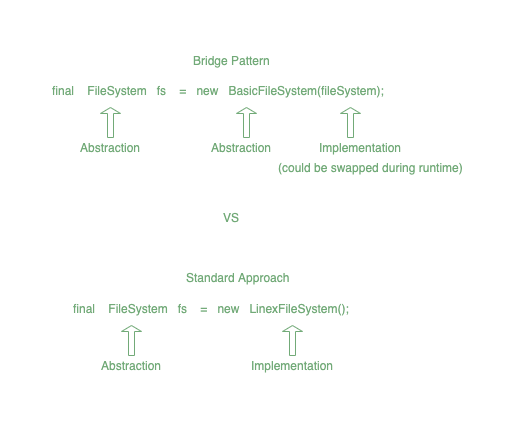 Bridge Pattern
final FileSystem fs = new BasicFileSystem(fileSystem);
Abstraction Abstraction Implementation
(could be swapped during runtime)
VS
Standard Approach
final FileSystem fs = new LinexFileSystem();
Abstraction Implementation